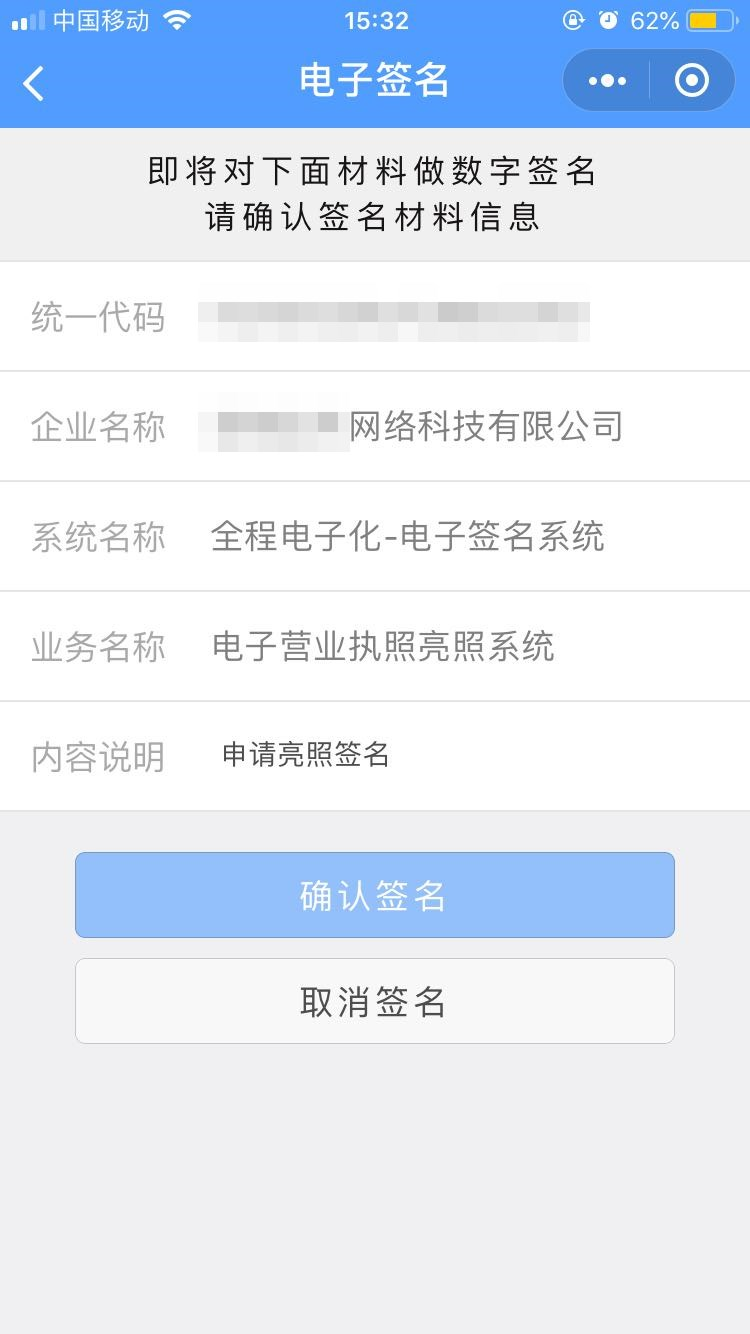 中国移动 15:32 62%
电子签名
即将对下面材料做数字签名
请确认签名材料信息
统一代码
企业名称 网络科技有限公司
系统名称 全程电子化-电子签名系统
业务名称 电子营业执照亮照系统
内容说明 申请亮照签名
确认签名
取消签名